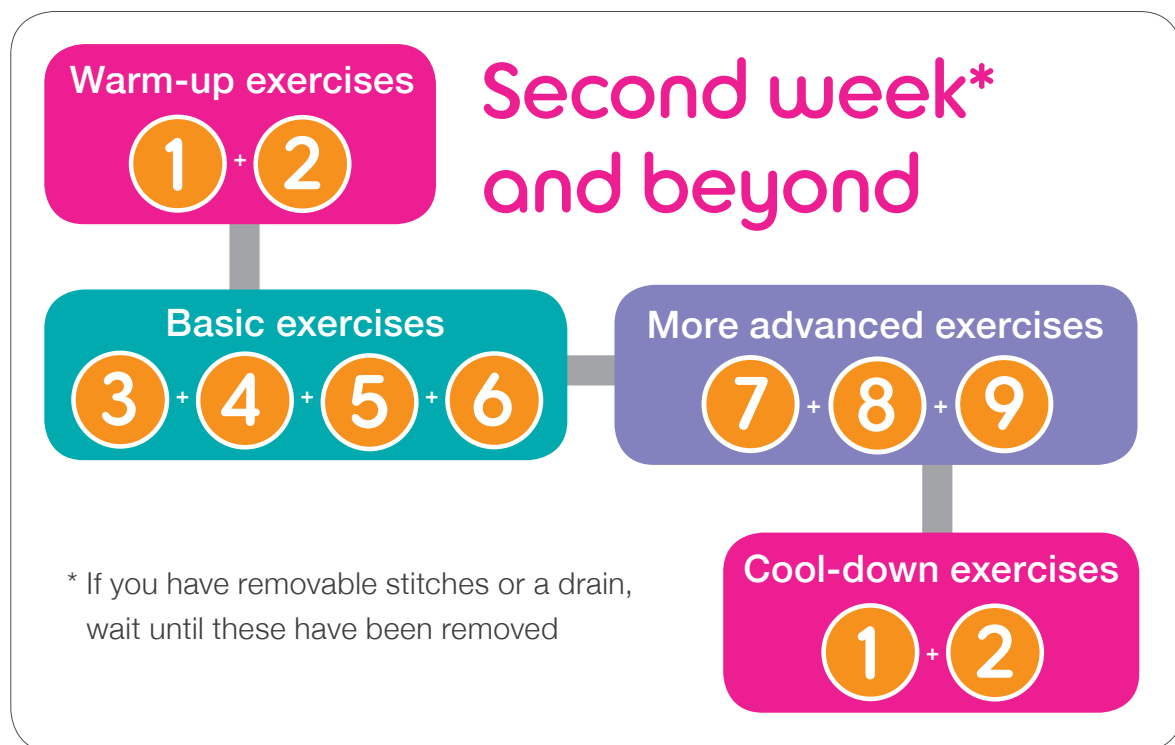 Warm-up exercises
1 + 2
Second week*
and beyond
Basic exercises
3 + 4 + 5 + 6
More advanced exercises
7 + 8 + 9
Cool-down exercises
1 + 2
* If you have removable stitches or a drain,
wait until these have been removed